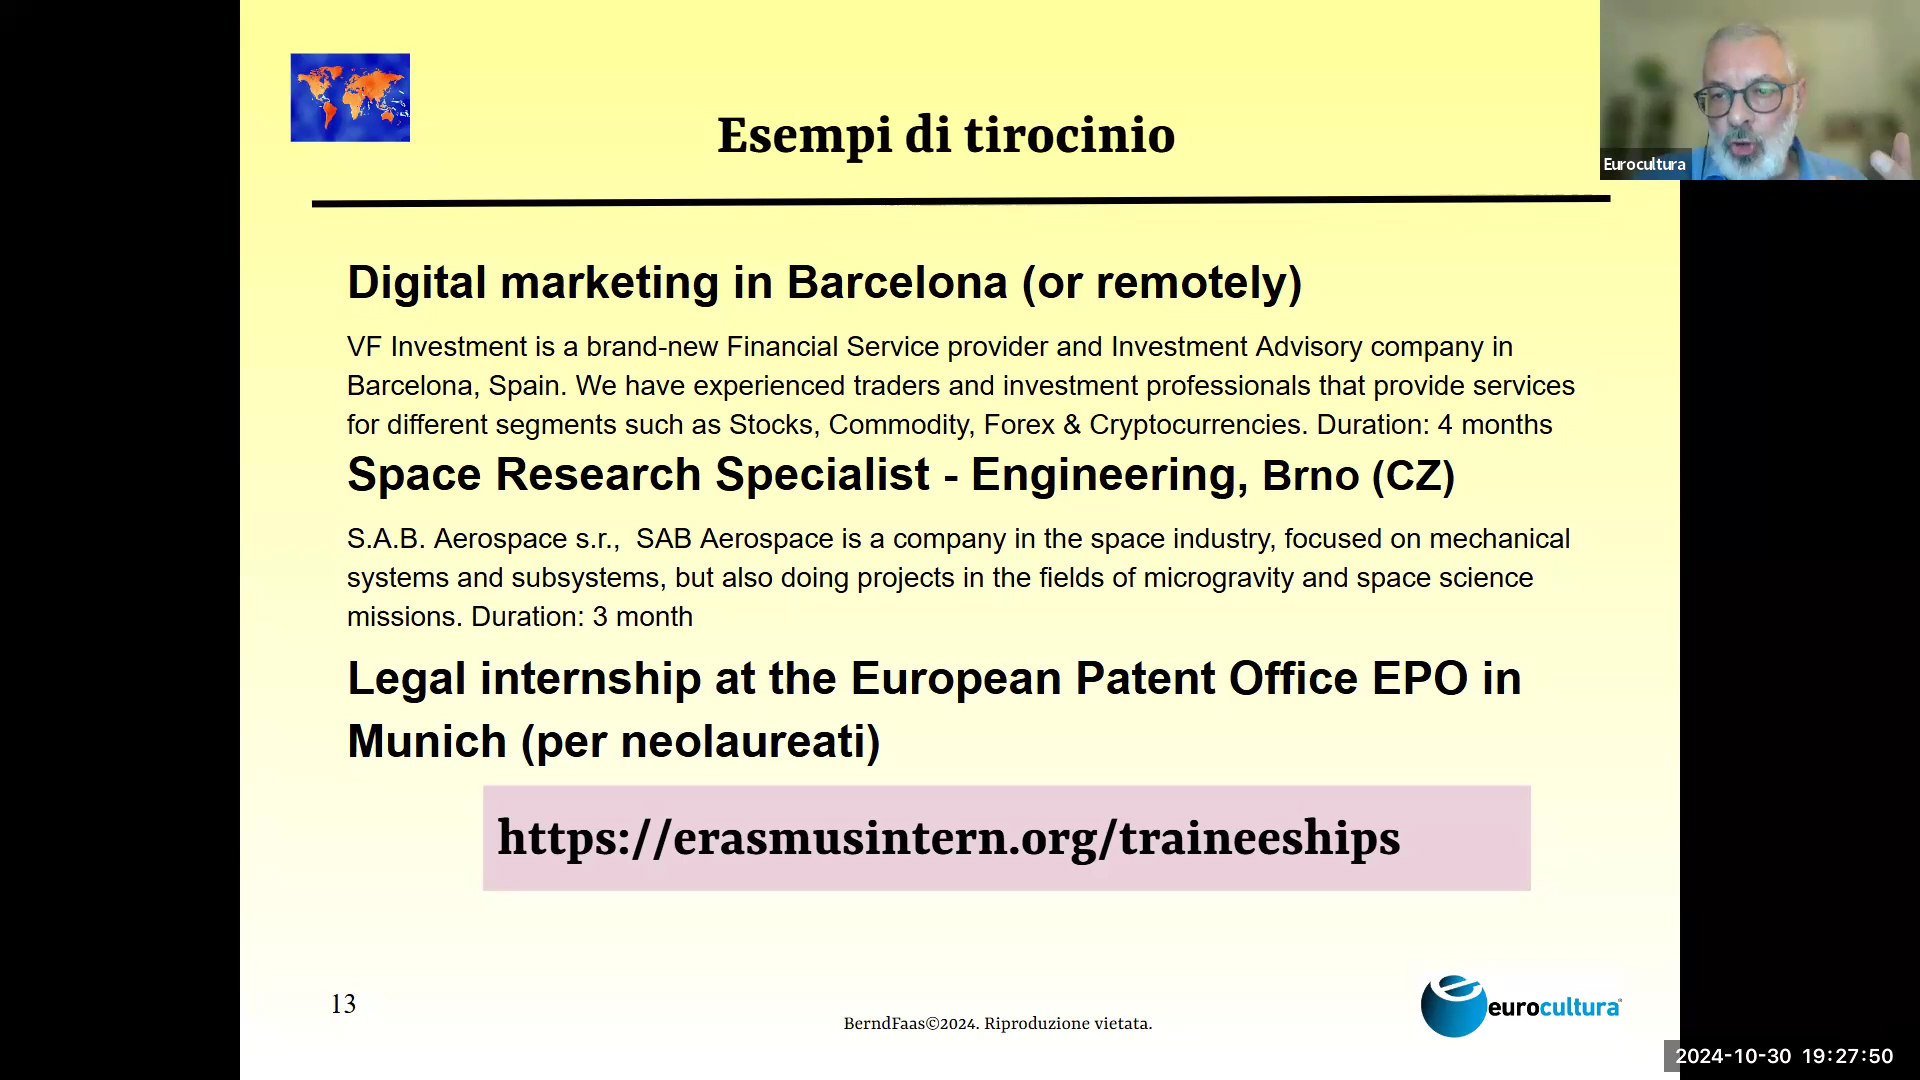 Esempi di tirocinio
Eurocultura
Digital marketing in Barcelona (or remotely)
VF Investment is a brand-new Financial Service provider and Investment Advisory company in
Barcelona, Spain. We have experienced traders and investment professionals that provide services
for different segments such as Stocks, Commodity, Forex & Cryptocurrencies. Duration: 4 months
Space Research Specialist - Engineering, Brno (CZ)
S.A.B. Aerospace s.r.,  SAB Aerospace is a company in the space industry, focused on mechanical
systems and subsystems, but also doing projects in the fields of microgravity and space science
missions. Duration: 3 month
Legal internship at the European Patent Office EPO in
Munich (per neolaureati)
https://erasmusintern.org/traineeships
13
BerndFaas©2024. Riproduzione vietata.
eurocultura®
2024-10-30 19:27:50